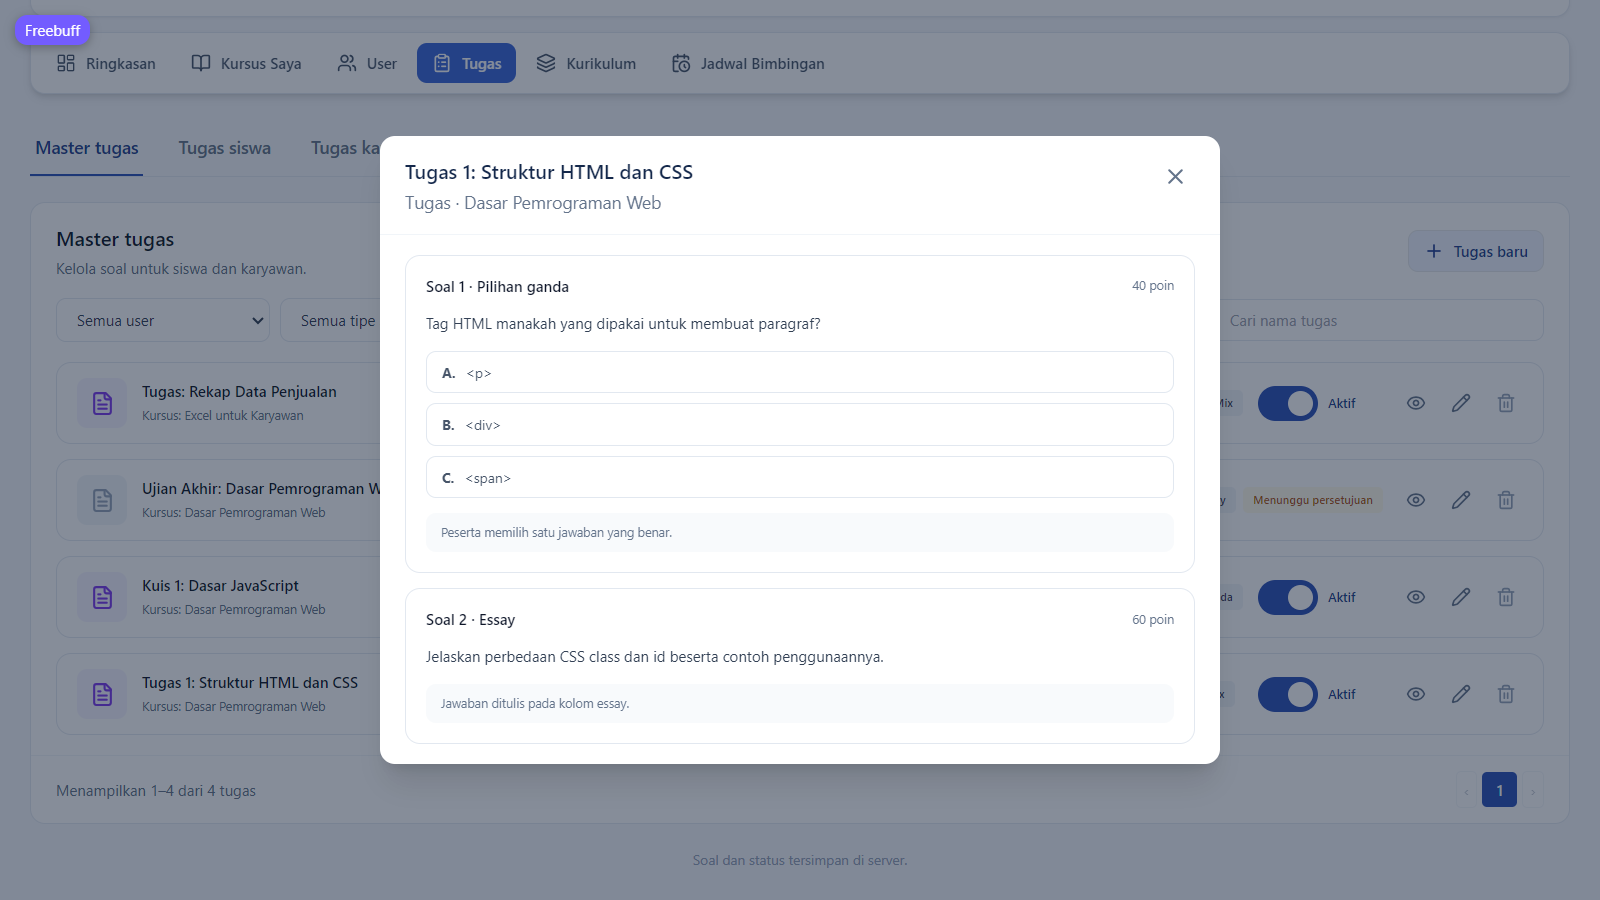 Freebuff
Ringkasan
Kursus Saya
User
Tugas
Kurikulum
Jadwal Bimbingan
Master tugas
Tugas siswa
Tugas ka
Master tugas
Kelola soal untuk siswa dan karyawan.
Tugas baru
Semua user
Semua tipe
Cari nama tugas
Tugas: Rekap Data Penjualan
Kursus: Excel untuk Karyawan
Mix
Aktif
Ujian Akhir: Dasar Pemrograman W
Kursus: Dasar Pemrograman Web
y
Menunggu persetujuan
Kuis 1: Dasar JavaScript
Kursus: Dasar Pemrograman Web
da
Aktif
Tugas 1: Struktur HTML dan CSS
Kursus: Dasar Pemrograman Web
x
Aktif
Menampilkan 1–4 dari 4 tugas
‹ 1 ›
Soal dan status tersimpan di server.
Tugas 1: Struktur HTML dan CSS
Tugas · Dasar Pemrograman Web
Soal 1 · Pilihan ganda
40 poin
Tag HTML manakah yang dipakai untuk membuat paragraf?
A. <p>
B. <div>
C. <span>
Peserta memilih satu jawaban yang benar.
Soal 2 · Essay
60 poin
Jelaskan perbedaan CSS class dan id beserta contoh penggunaannya.
Jawaban ditulis pada kolom essay.